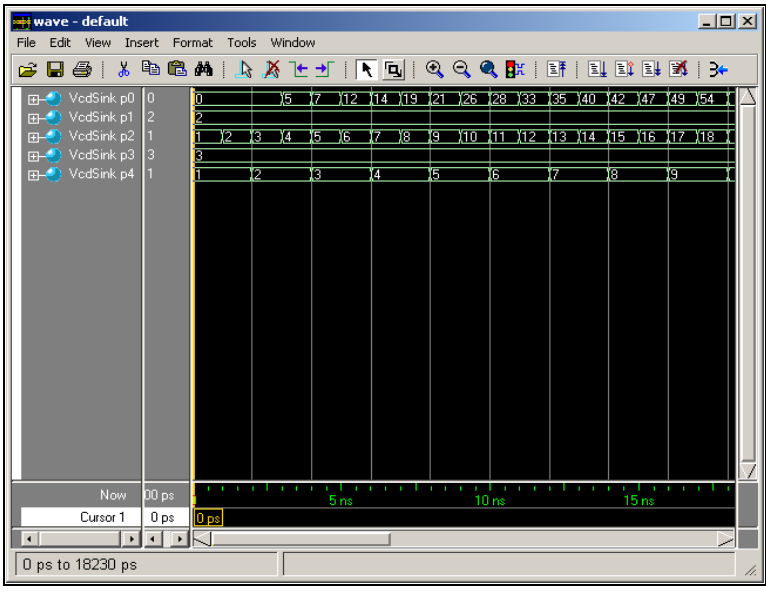 wave - default
File Edit View Insert Format Tools Window
VcdSink p0 0 0 5 7 12 14 19 21 26 28 33 35 40 42 47 49 54
VcdSink p1 2 2
VcdSink p2 1 1 2 3 4 5 6 7 8 9 10 11 12 13 14 15 16 17 18
VcdSink p3 3 3
VcdSink p4 1 1 2 3 4 5 6 7 8 9
Now 00 ps 5 ns 10 ns 15 ns
Cursor 1 0 ps 0 ps
0 ps to 18230 ps